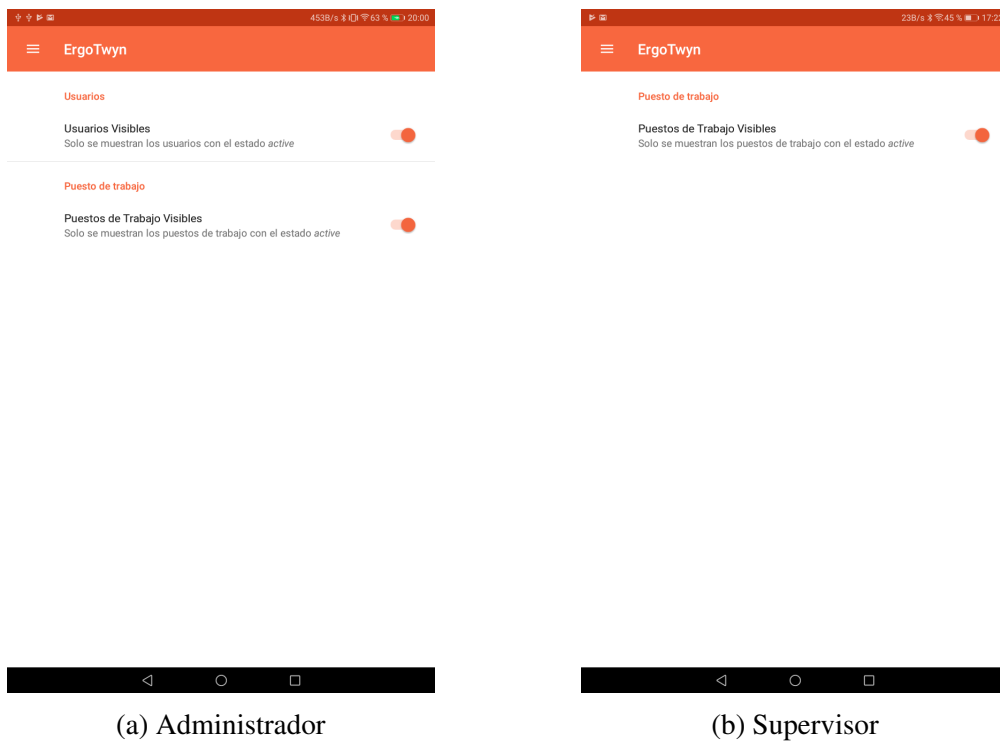 453B/s 63 % 20:00
ErgoTwyn
Usuarios
Usuarios Visibles
Solo se muestran los usuarios con el estado active
Puesto de trabajo
Puestos de Trabajo Visibles
Solo se muestran los puestos de trabajo con el estado active
(a) Administrador
23B/s 45 %
ErgoTwyn
Puesto de trabajo
Puestos de Trabajo Visibles
Solo se muestran los puestos de trabajo con el estado active
(b) Supervisor